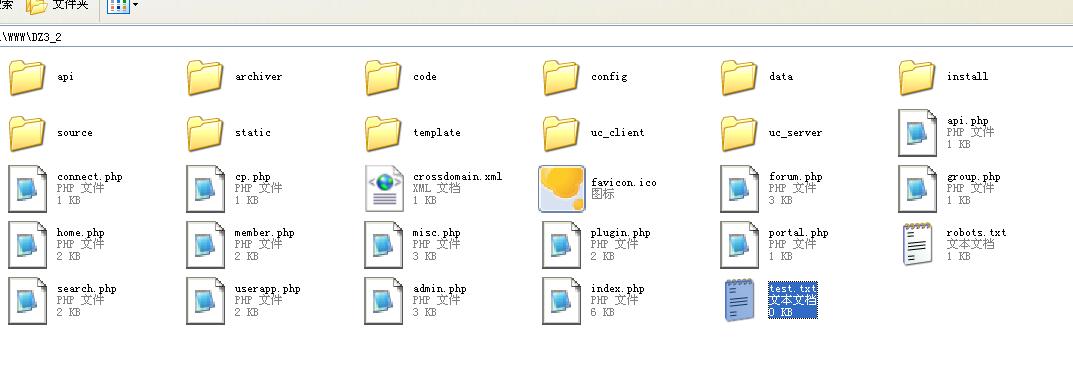 索
文件夹
\WWW\DZ3_2
api
archiver
code
config
data
install
source
static
template
uc_client
uc_server
api.php
PHP 文件
1 KB
connect.php
PHP 文件
1 KB
cp.php
PHP 文件
1 KB
crossdomain.xml
XML 文档
1 KB
favicon.ico
图标
forum.php
PHP 文件
3 KB
group.php
PHP 文件
1 KB
home.php
PHP 文件
2 KB
member.php
PHP 文件
2 KB
misc.php
PHP 文件
3 KB
plugin.php
PHP 文件
2 KB
portal.php
PHP 文件
1 KB
robots.txt
文本文档
1 KB
search.php
PHP 文件
2 KB
userapp.php
PHP 文件
2 KB
admin.php
PHP 文件
3 KB
index.php
PHP 文件
6 KB
test.txt
文本文档
0 KB